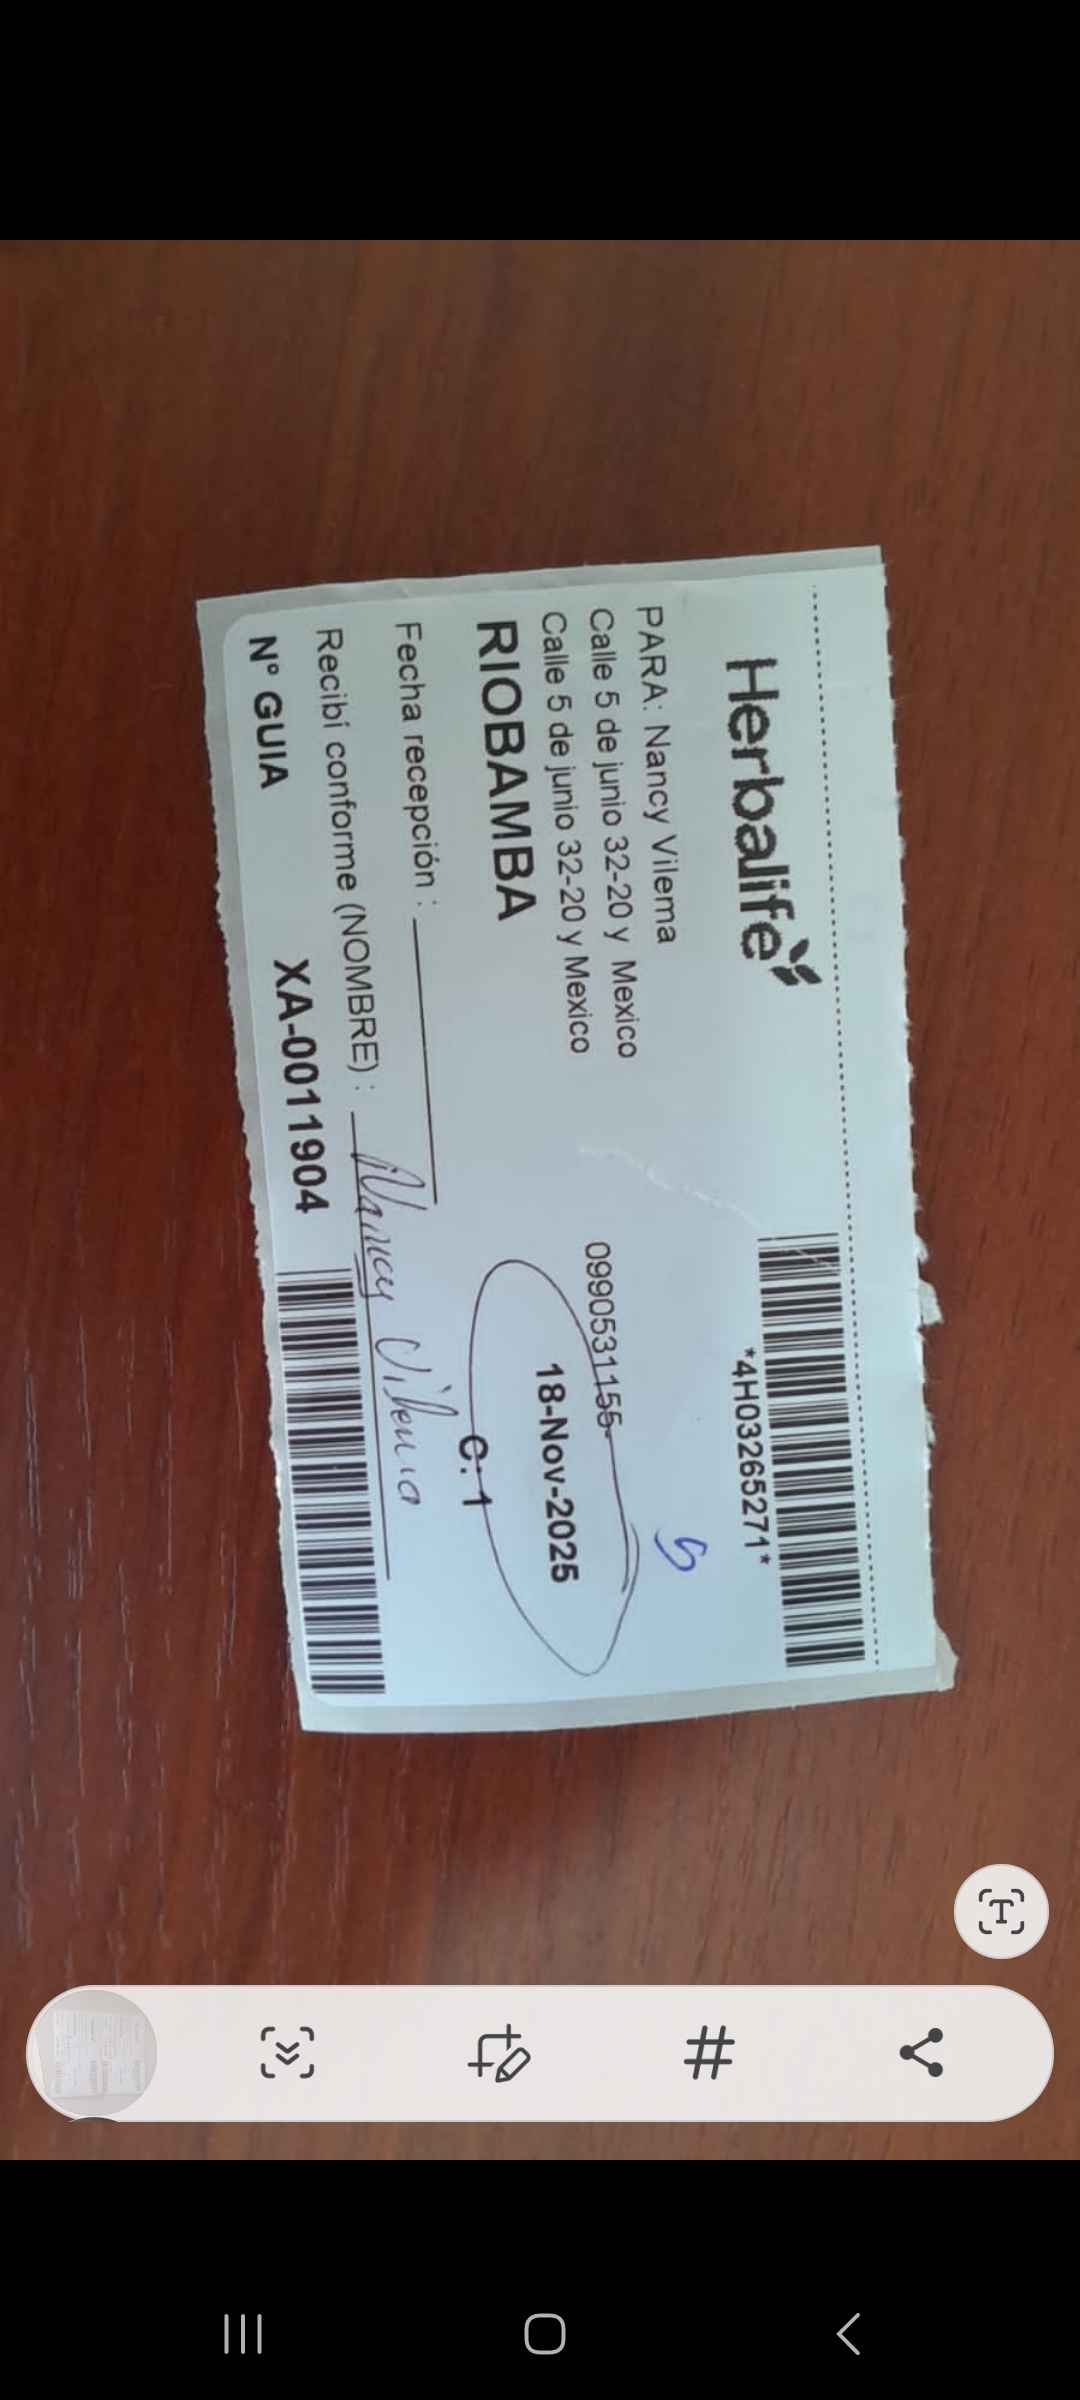 Herbalife
*4H03265271*
PARA: Nancy Vilema
Calle 5 de junio 32-20 y Mexico
Calle 5 de junio 32-20 y Mexico
0990531155
RIOBAMBA
18-Nov-2025
Fecha recepción :
C: 1
Recibí conforme (NOMBRE) : Nancy Vilema
N° GUIA XA-0011904